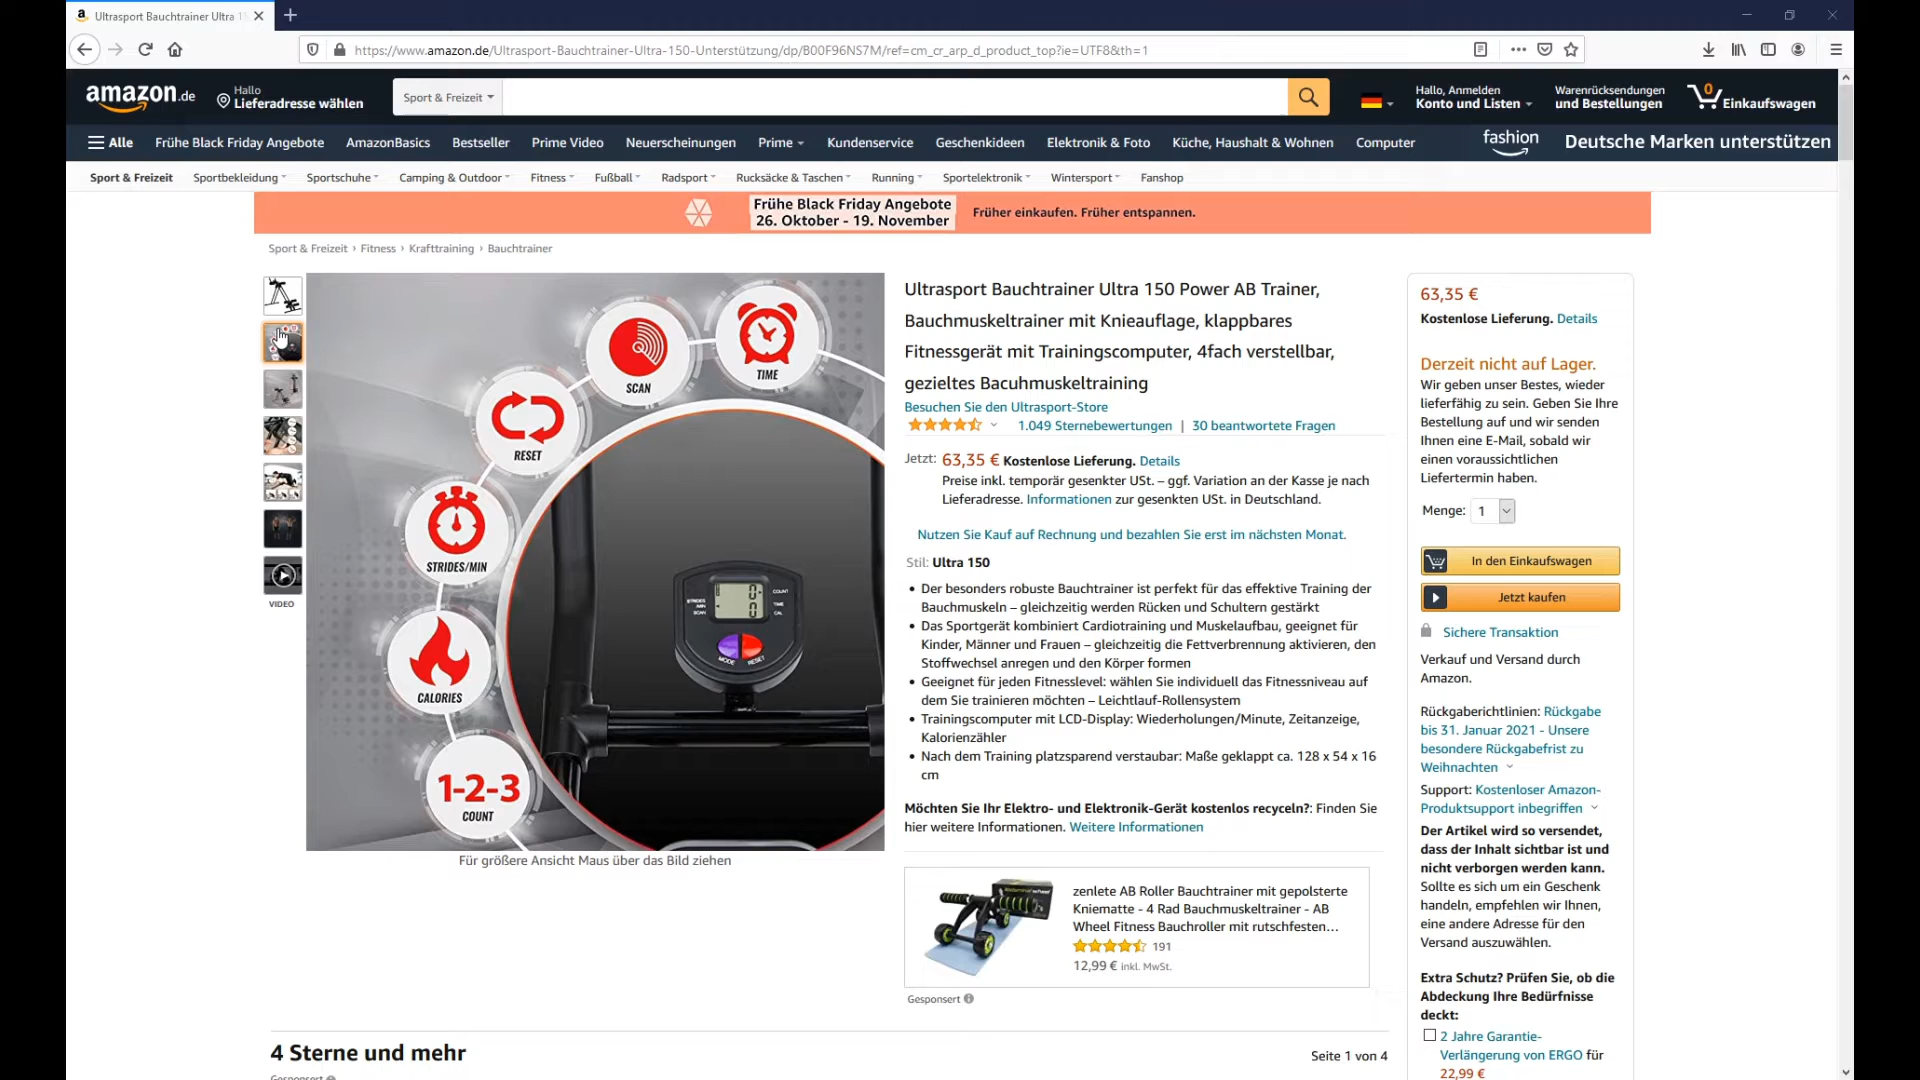 Ultrasport Bauchtrainer Ultra 1
https://www.amazon.de/Ultrasport-Bauchtrainer-Ultra-150-Unterstützung/dp/B00F96NS7M/ref=cm_cr_arp_d_product_top?ie=UTF8&th=1
amazon.de
Hallo
Lieferadresse wählen
Sport & Freizeit
Hallo, Anmelden
Konto und Listen
Warenrücksendungen
und Bestellungen
0
Einkaufswagen
Alle
Frühe Black Friday Angebote
AmazonBasics
Bestseller
Prime Video
Neuerscheinungen
Prime
Kundenservice
Geschenkideen
Elektronik & Foto
Küche, Haushalt & Wohnen
Computer
fashion
Deutsche Marken unterstützen
Sport & Freizeit
Sportbekleidung
Sportschuhe
Camping & Outdoor
Fitness
Fußball
Radsport
Rucksäcke & Taschen
Running
Sportelektronik
Wintersport
Fanshop
Frühe Black Friday Angebote
26. Oktober - 19. November
Früher einkaufen. Früher entspannen.
Sport & Freizeit › Fitness › Krafttraining › Bauchtrainer
VIDEO
TIME
SCAN
RESET
STRIDES/MIN
CALORIES
1-2-3
COUNT
STRIDES
MIN
SCAN
COUNT
TIME
CAL
0
0
MODE
RESET
Für größere Ansicht Maus über das Bild ziehen
Ultrasport Bauchtrainer Ultra 150 Power AB Trainer,
Bauchmuskeltrainer mit Knieauflage, klappbares
Fitnessgerät mit Trainingscomputer, 4fach verstellbar,
gezieltes Bacuhmuskeltraining
Besuchen Sie den Ultrasport-Store
1.049 Sternebewertungen | 30 beantwortete Fragen
Jetzt: 63,35 € Kostenlose Lieferung. Details
Preise inkl. temporär gesenkter USt. – ggf. Variation an der Kasse je nach
Lieferadresse. Informationen zur gesenkten USt. in Deutschland.
Nutzen Sie Kauf auf Rechnung und bezahlen Sie erst im nächsten Monat.
Stil: Ultra 150
• Der besonders robuste Bauchtrainer ist perfekt für das effektive Training der
Bauchmuskeln – gleichzeitig werden Rücken und Schultern gestärkt
• Das Sportgerät kombiniert Cardiotraining und Muskelaufbau, geeignet für
Kinder, Männer und Frauen – gleichzeitig die Fettverbrennung aktivieren, den
Stoffwechsel anregen und den Körper formen
• Geeignet für jeden Fitnesslevel: wählen Sie individuell das Fitnessniveau auf
dem Sie trainieren möchten – Leichtlauf-Rollensystem
• Trainingscomputer mit LCD-Display: Wiederholungen/Minute, Zeitanzeige,
Kalorienzähler
• Nach dem Training platzsparend verstaubar: Maße geklappt ca. 128 x 54 x 16
cm
Möchten Sie Ihr Elektro- und Elektronik-Gerät kostenlos recyceln?: Finden Sie
hier weitere Informationen. Weitere Informationen
zenlete AB Roller Bauchtrainer mit gepolsterte
Kniematte - 4 Rad Bauchmuskeltrainer - AB
Wheel Fitness Bauchroller mit rutschfesten…
191
12,99 € inkl. MwSt.
Gesponsert
63,35 €
Kostenlose Lieferung. Details
Derzeit nicht auf Lager.
Wir geben unser Bestes, wieder
lieferfähig zu sein. Geben Sie Ihre
Bestellung auf und wir senden
Ihnen eine E-Mail, sobald wir
einen voraussichtlichen
Liefertermin haben.
Menge: 1
In den Einkaufswagen
Jetzt kaufen
Sichere Transaktion
Verkauf und Versand durch
Amazon.
Rückgaberichtlinien: Rückgabe
bis 31. Januar 2021 - Unsere
besondere Rückgabefrist zu
Weihnachten
Support: Kostenloser Amazon-
Produktsupport inbegriffen
Der Artikel wird so versendet,
dass der Inhalt sichtbar ist und
nicht verborgen werden kann.
Sollte es sich um ein Geschenk
handeln, empfehlen wir Ihnen,
eine andere Adresse für den
Versand auszuwählen.
Extra Schutz? Prüfen Sie, ob die
Abdeckung Ihre Bedürfnisse
deckt:
2 Jahre Garantie-
Verlängerung von ERGO für
22,99 €
4 Sterne und mehr
Seite 1 von 4
Gesponsert